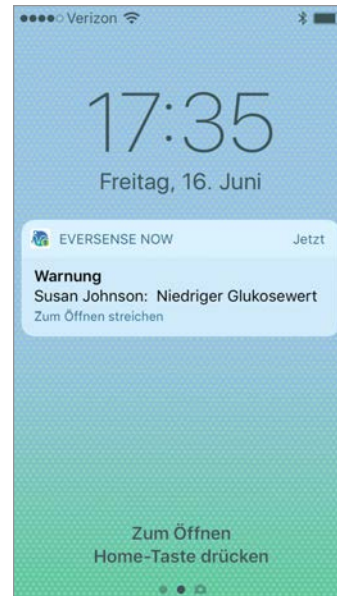 Verizon
17:35
Freitag, 16. Juni
EVERSENSE NOW Jetzt
Warnung
Susan Johnson: Niedriger Glukosewert
Zum Öffnen streichen
Zum Öffnen
Home-Taste drücken